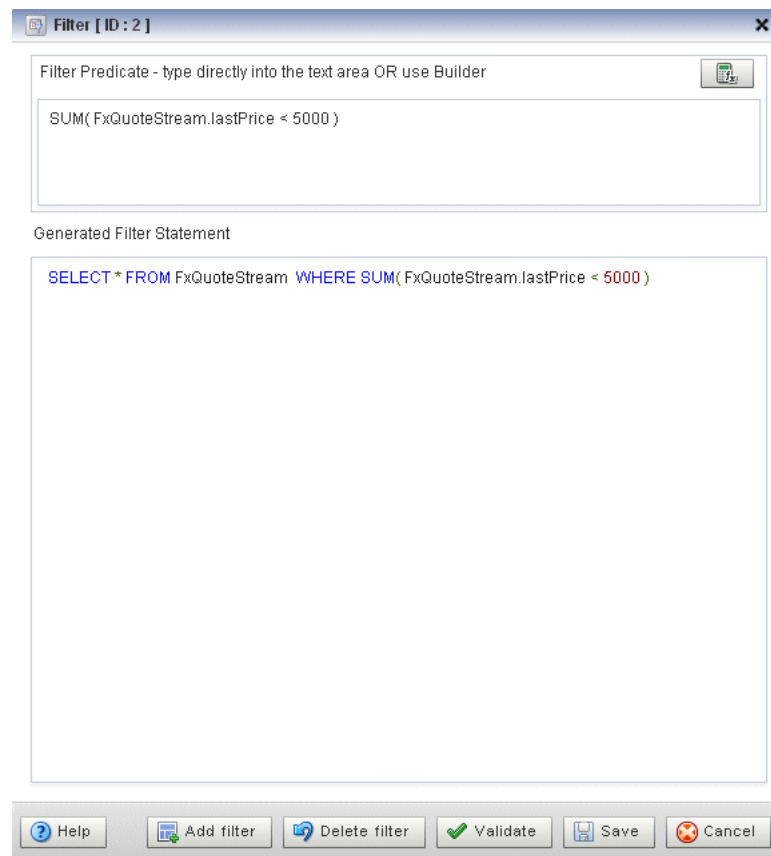 Filter [ ID : 2 ]
Filter Predicate - type directly into the text area OR use Builder
SUM( FxQuoteStream.lastPrice < 5000 )
Generated Filter Statement
SELECT * FROM FxQuoteStream  WHERE SUM( FxQuoteStream.lastPrice < 5000 )
Help Add filter Delete filter Validate Save Cancel